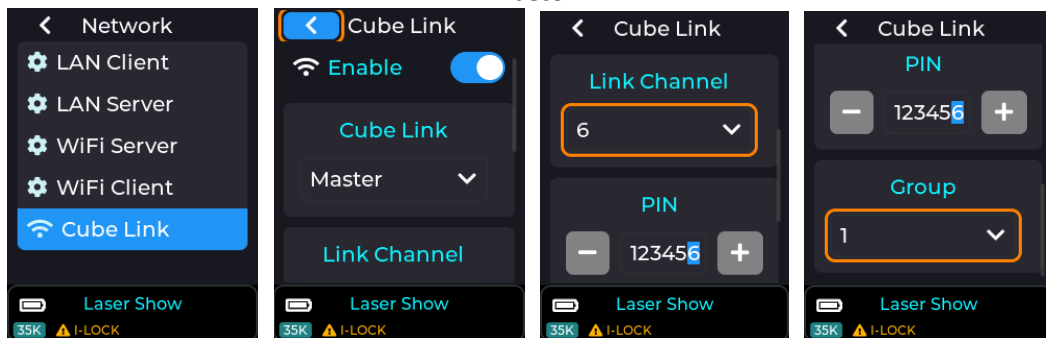 Network
LAN Client
LAN Server
WiFi Server
WiFi Client
Cube Link
Laser Show
35K I-LOCK
Cube Link
Enable
Cube Link
Master
Link Channel
Laser Show
35K I-LOCK
Cube Link
Link Channel
6
PIN
123456
Laser Show
35K I-LOCK
Cube Link
PIN
123456
Group
1
Laser Show
35K I-LOCK